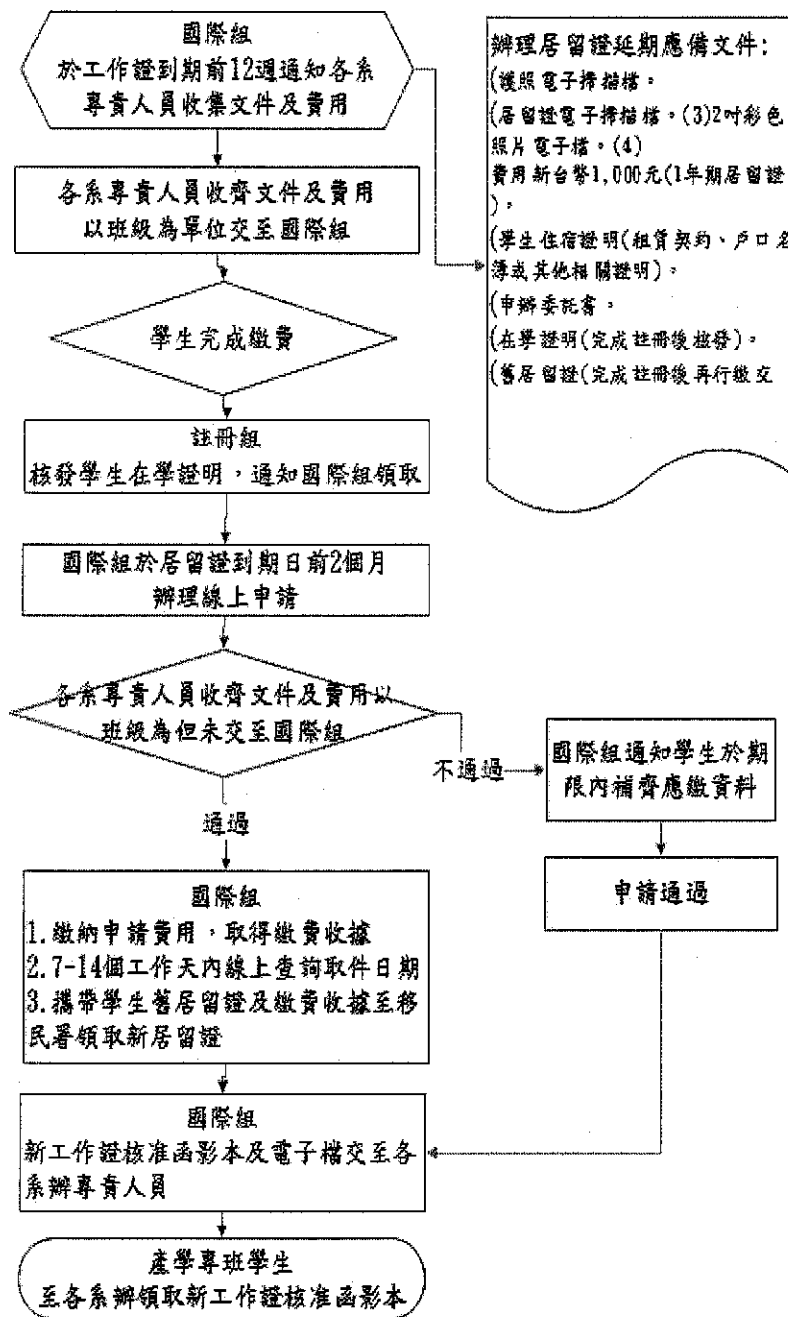 國際組
於工作證到期前12週通知各系
專責人員收集文件及費用
辦理居留證延期應備文件:
(護照電子掃描檔。
(居留證電子掃描檔。(3)2吋彩色
照片電子檔。(4)
費用新台幣1,000元(1年期居留證
)。
(學生住宿證明(租賃契約、戶口名
簿或其他相關證明)。
(申辦委託書。
(在學證明(完成註冊後核發)。
(舊居留證(完成註冊後再行繳交
各系專責人員收齊文件及費用
以班級為單位交至國際組
學生完成繳費
註冊組
核發學生在學證明，通知國際組領取
國際組於居留證到期日前2個月
辦理線上申請
各系專責人員收齊文件及費用以
班級為但未交至國際組
不通過
國際組通知學生於期
限內補齊應繳資料
通過
申請通過
國際組
1.繳納申請費用，取得繳費收據
2.7-14個工作天內線上查詢取件日期
3.攜帶學生舊居留證及繳費收據至移
民署領取新居留證
國際組
新工作證核准函影本及電子檔交至各
系辦專責人員
產學專班學生
至各系辦領取新工作證核准函影本